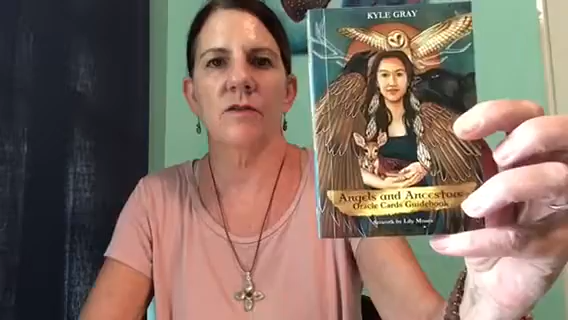 KYLE GRAY
Angels and Ancestors
Oracle Cards Guidebook
Artwork by Lily Moses